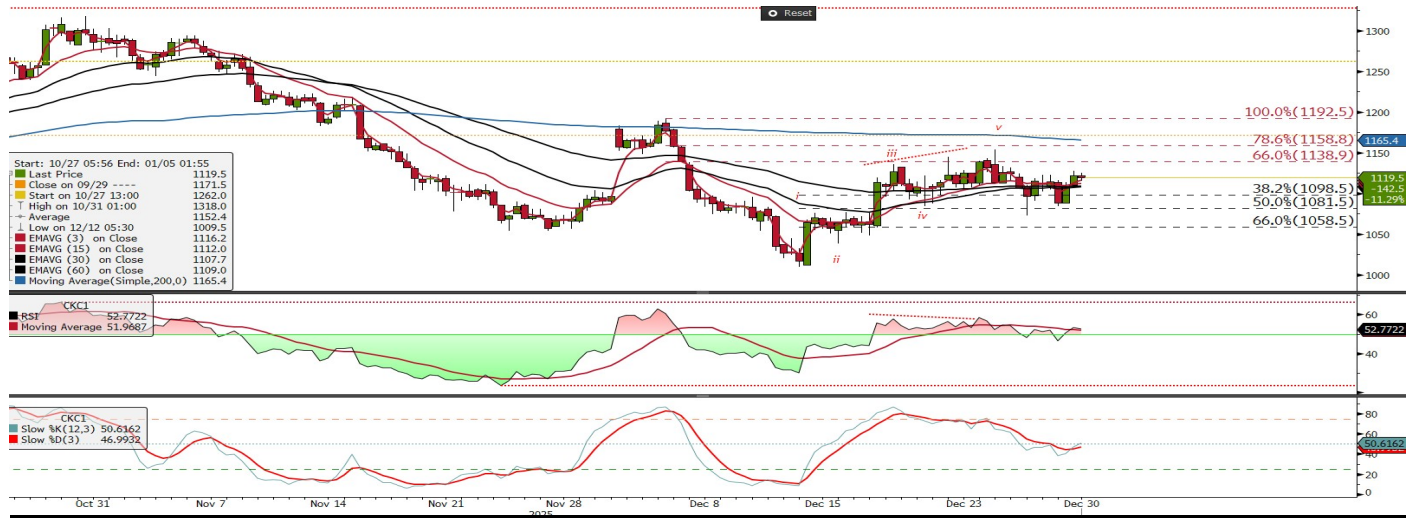 Reset
1300
1250
1200
1165.4
1150
1119.5
-142.5
-11.29%
1050
1000
100.0%(1192.5)
78.6%(1158.8)
66.0%(1138.9)
38.2%(1098.5)
50.0%(1081.5)
66.0%(1058.5)
i
ii
iii
iv
v
Start: 10/27 05:56 End: 01/05 01:55
Last Price 1119.5
Close on 09/29 ---- 1171.5
Start on 10/27 13:00 1262.0
High on 10/31 01:00 1318.0
Average 1152.4
Low on 12/12 05:30 1009.5
EMAVG (3) on Close 1116.2
EMAVG (15) on Close 1112.0
EMAVG (30) on Close 1107.7
EMAVG (60) on Close 1109.0
Moving Average(Simple,200,0) 1165.4
CKC1
RSI 52.7722
Moving Average 51.9687
60
52.7722
40
CKC1
Slow %K(12,3) 50.6162
Slow %D(3) 46.9932
80
60
50.6162
40
20
0
Oct 31 Nov 7 Nov 14 Nov 21 Nov 28 Dec 8 Dec 15 Dec 23 Dec 30
2025